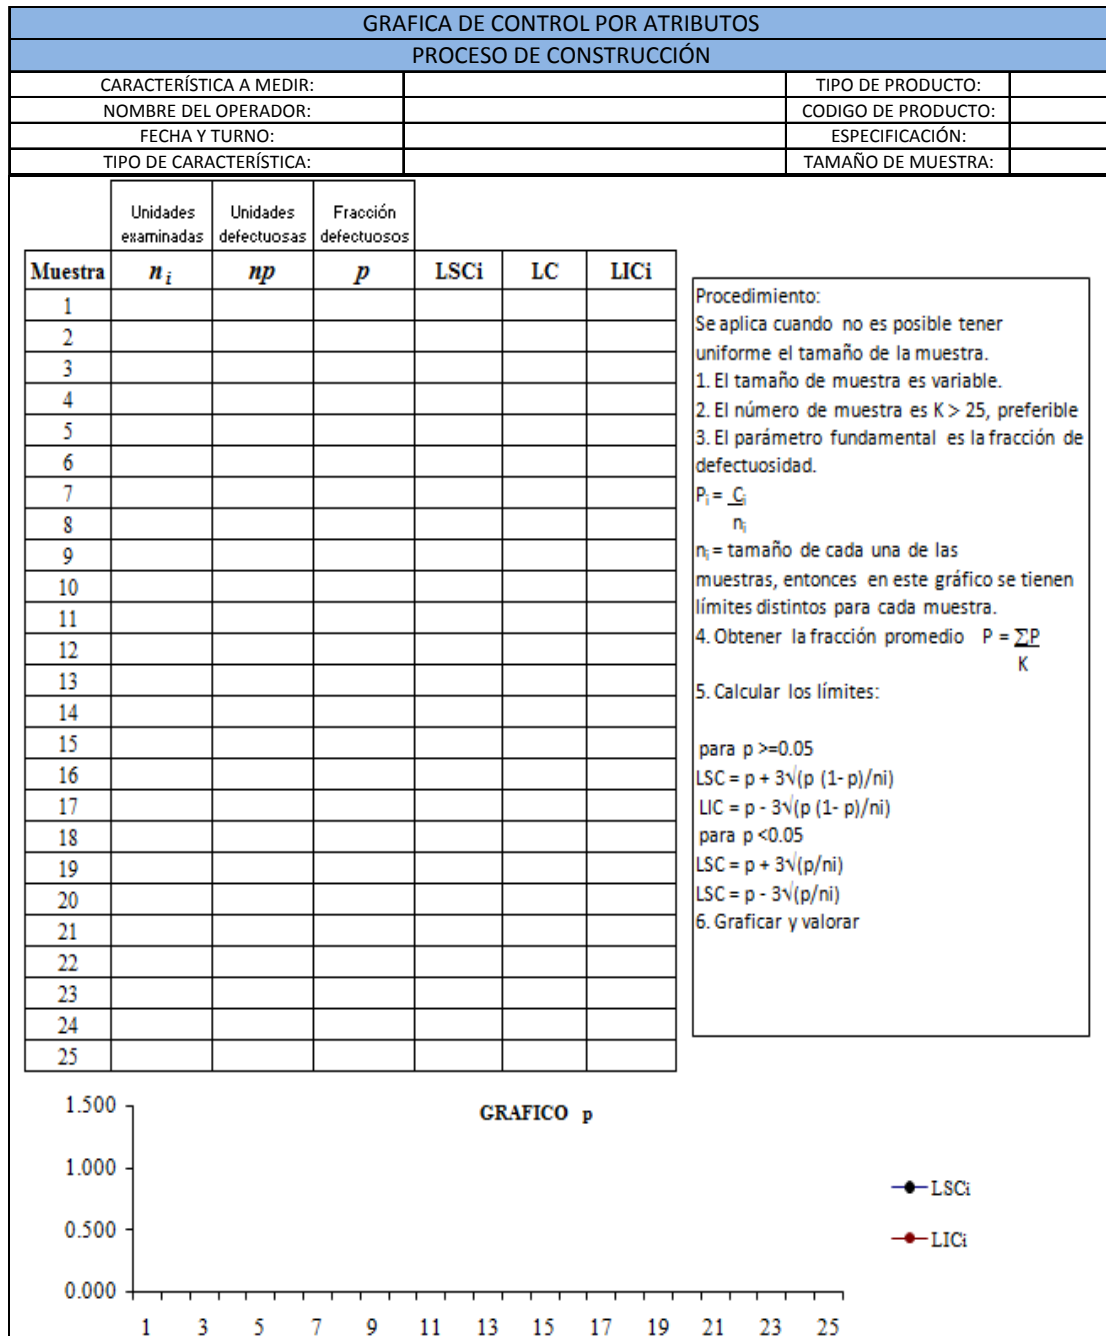 GRAFICA DE CONTROL POR ATRIBUTOS
PROCESO DE CONSTRUCCIÓN
CARACTERÍSTICA A MEDIR: TIPO DE PRODUCTO:
NOMBRE DEL OPERADOR: CODIGO DE PRODUCTO:
FECHA Y TURNO: ESPECIFICACIÓN:
TIPO DE CARACTERÍSTICA: TAMAÑO DE MUESTRA:
Unidades Unidades Fracción
examinadas defectuosas defectuosos
Muestra n i np p LSCi LC LICi
1
2
3
4
5
6
7
8
9
10
11
12
13
14
15
16
17
18
19
20
21
22
23
24
25
Procedimiento:
Se aplica cuando no es posible tener
uniforme el tamaño de la muestra.
1. El tamaño de muestra es variable.
2. El número de muestra es K > 25, preferible
3. El parámetro fundamental es la fracción de
defectuosidad.
Pi = Ci
ni
ni = tamaño de cada una de las
muestras, entonces en este gráfico se tienen
límites distintos para cada muestra.
4. Obtener la fracción promedio P = ∑P
K
5. Calcular los límites:
para p >=0.05
LSC = p + 3√(p (1- p)/ni)
LIC = p - 3√(p (1- p)/ni)
para p <0.05
LSC = p + 3√(p/ni)
LSC = p - 3√(p/ni)
6. Graficar y valorar
GRAFICO p
1.500
1.000
0.500
0.000
1 3 5 7 9 11 13 15 17 19 21 23 25
LSCi
LICi